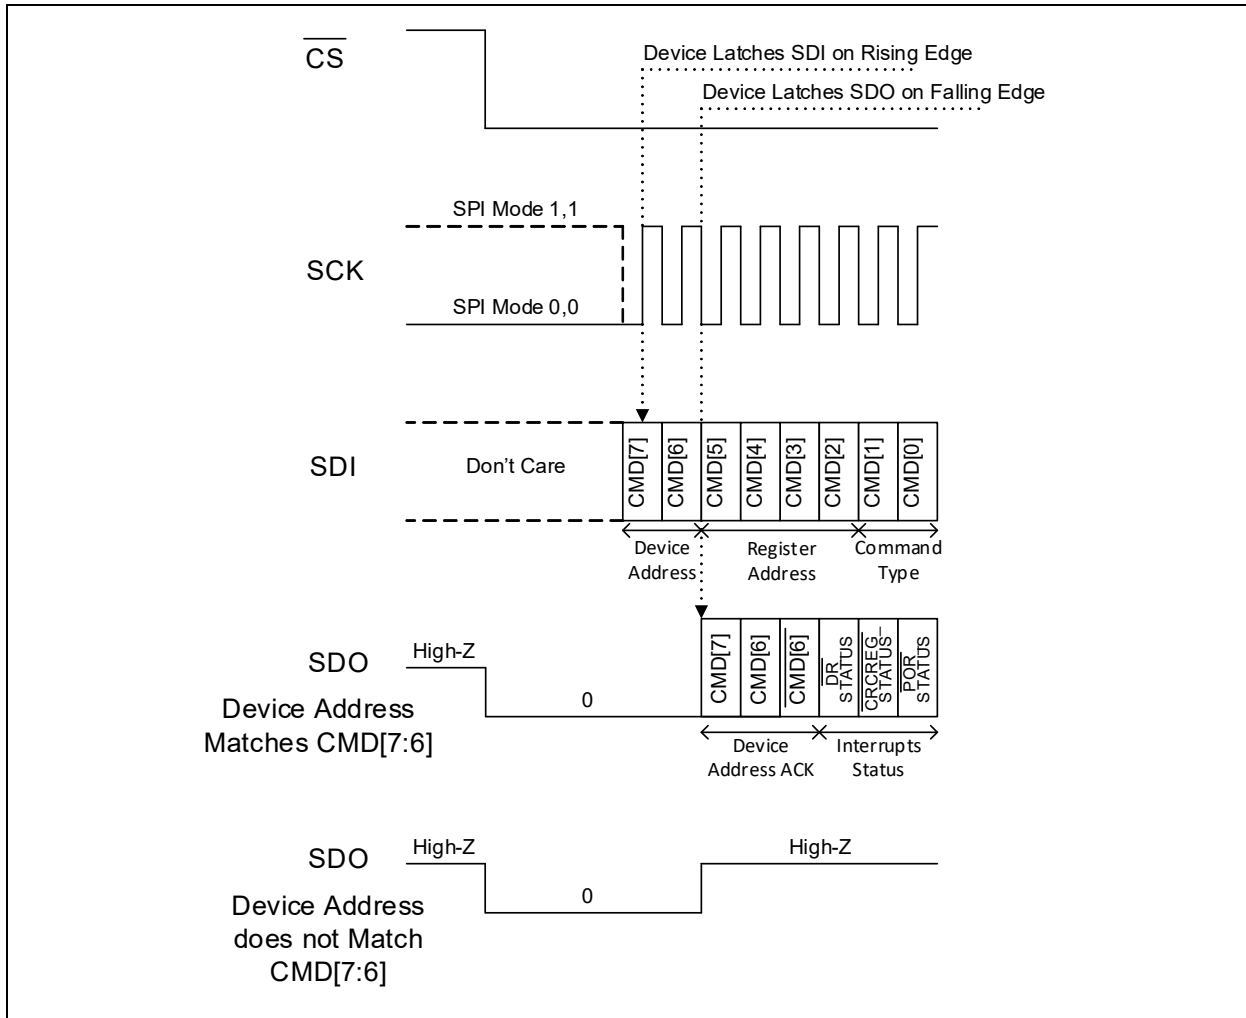 CS
Device Latches SDI on Rising Edge
Device Latches SDO on Falling Edge
SPI Mode 1,1
SCK
SPI Mode 0,0
SDI
Don't Care
CMD[7]
CMD[6]
CMD[5]
CMD[4]
CMD[3]
CMD[2]
CMD[1]
CMD[0]
Device
Address
Register
Address
Command
Type
SDO
Device Address
Matches CMD[7:6]
High-Z
0
CMD[7]
CMD[6]
CMD[6]
DR
STATUS
CRCREG
STATUS
POR
STATUS
Device
Address ACK
Interrupts
Status
SDO
Device Address
does not Match
CMD[7:6]
High-Z
0
High-Z